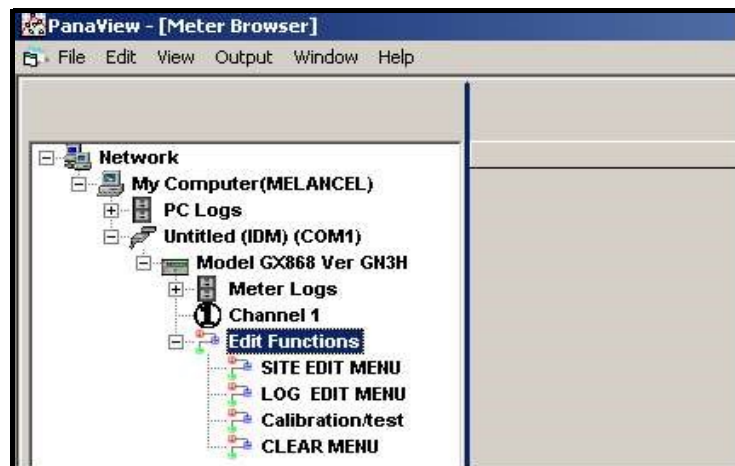 PanaView - [Meter Browser]
File Edit View Output Window Help
Network
My Computer(MELANCEL)
PC Logs
Untitled (IDM) (COM1)
Model GX868 Ver GN3H
Meter Logs
1 Channel 1
Edit Functions
SITE EDIT MENU
LOG EDIT MENU
Calibration/test
CLEAR MENU